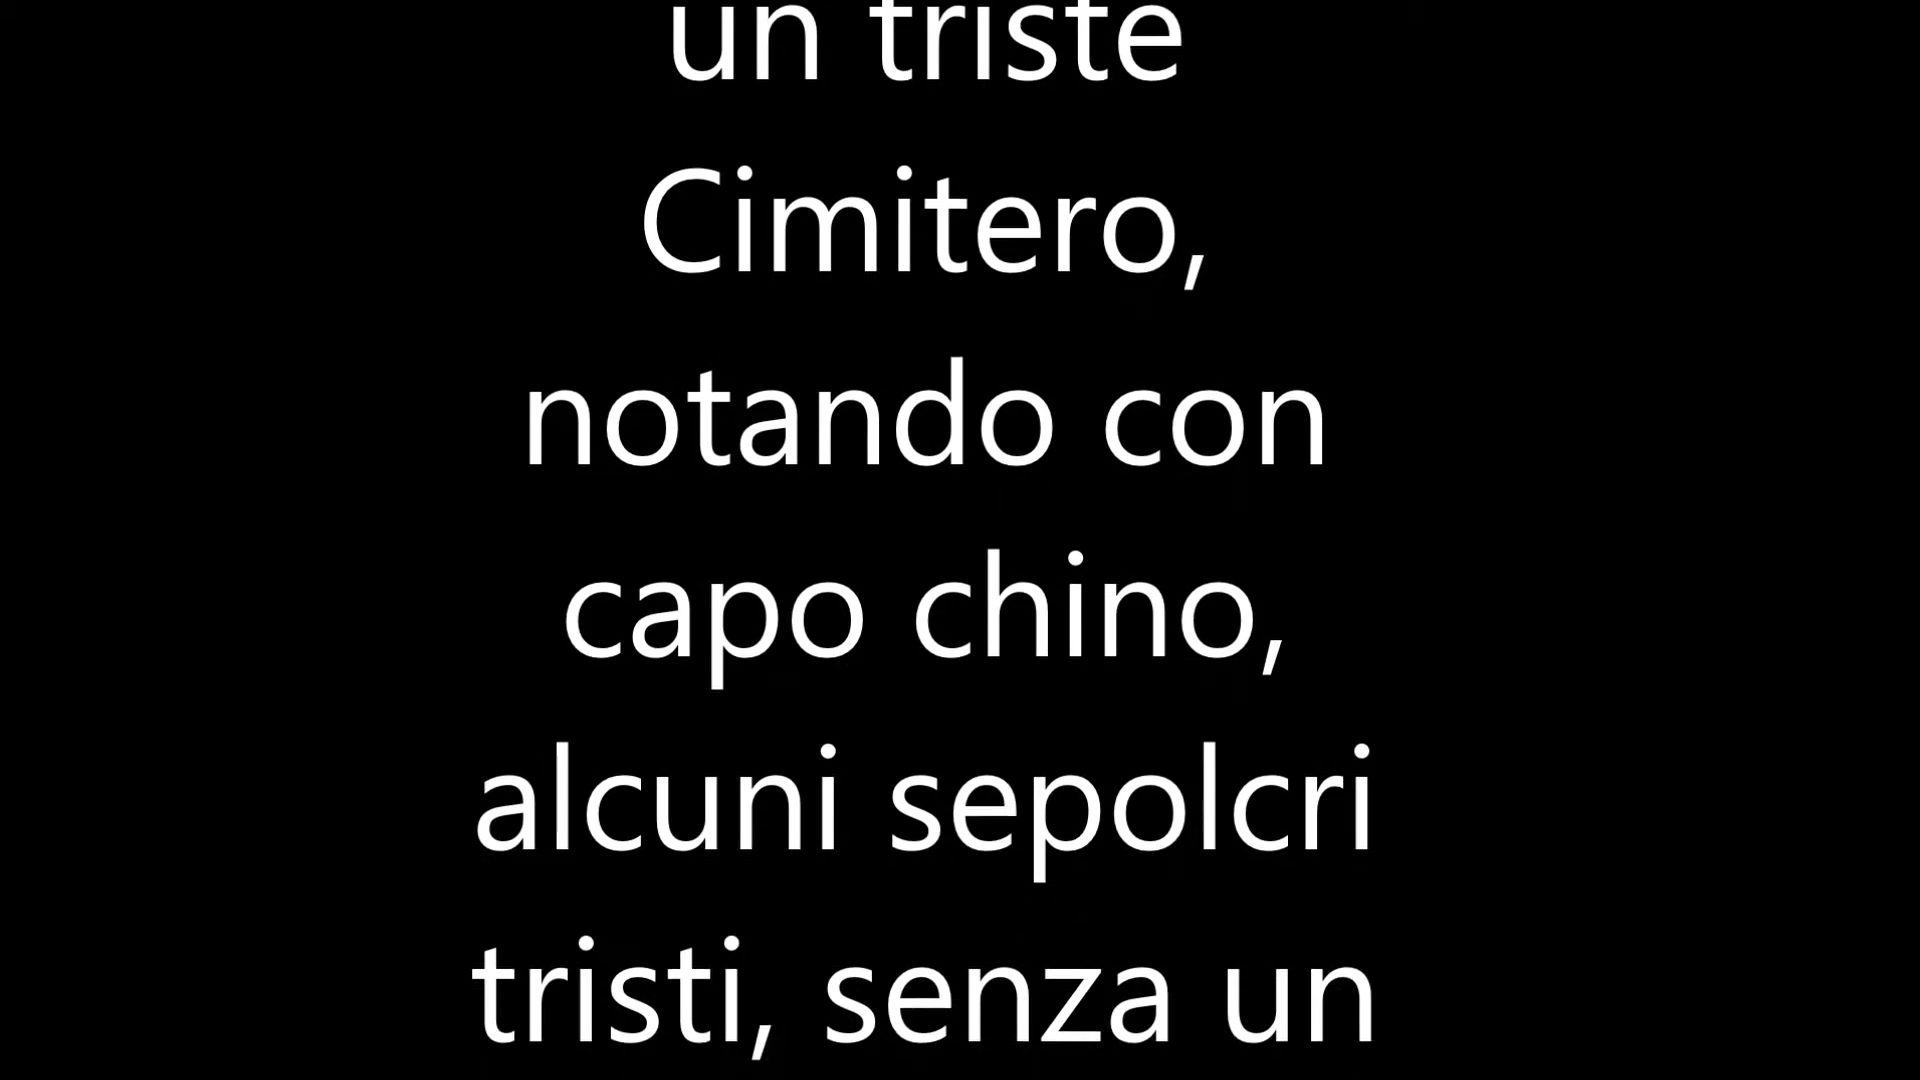 un triste
Cimitero,
notando con
capo chino,
alcuni sepolcri
tristi, senza un